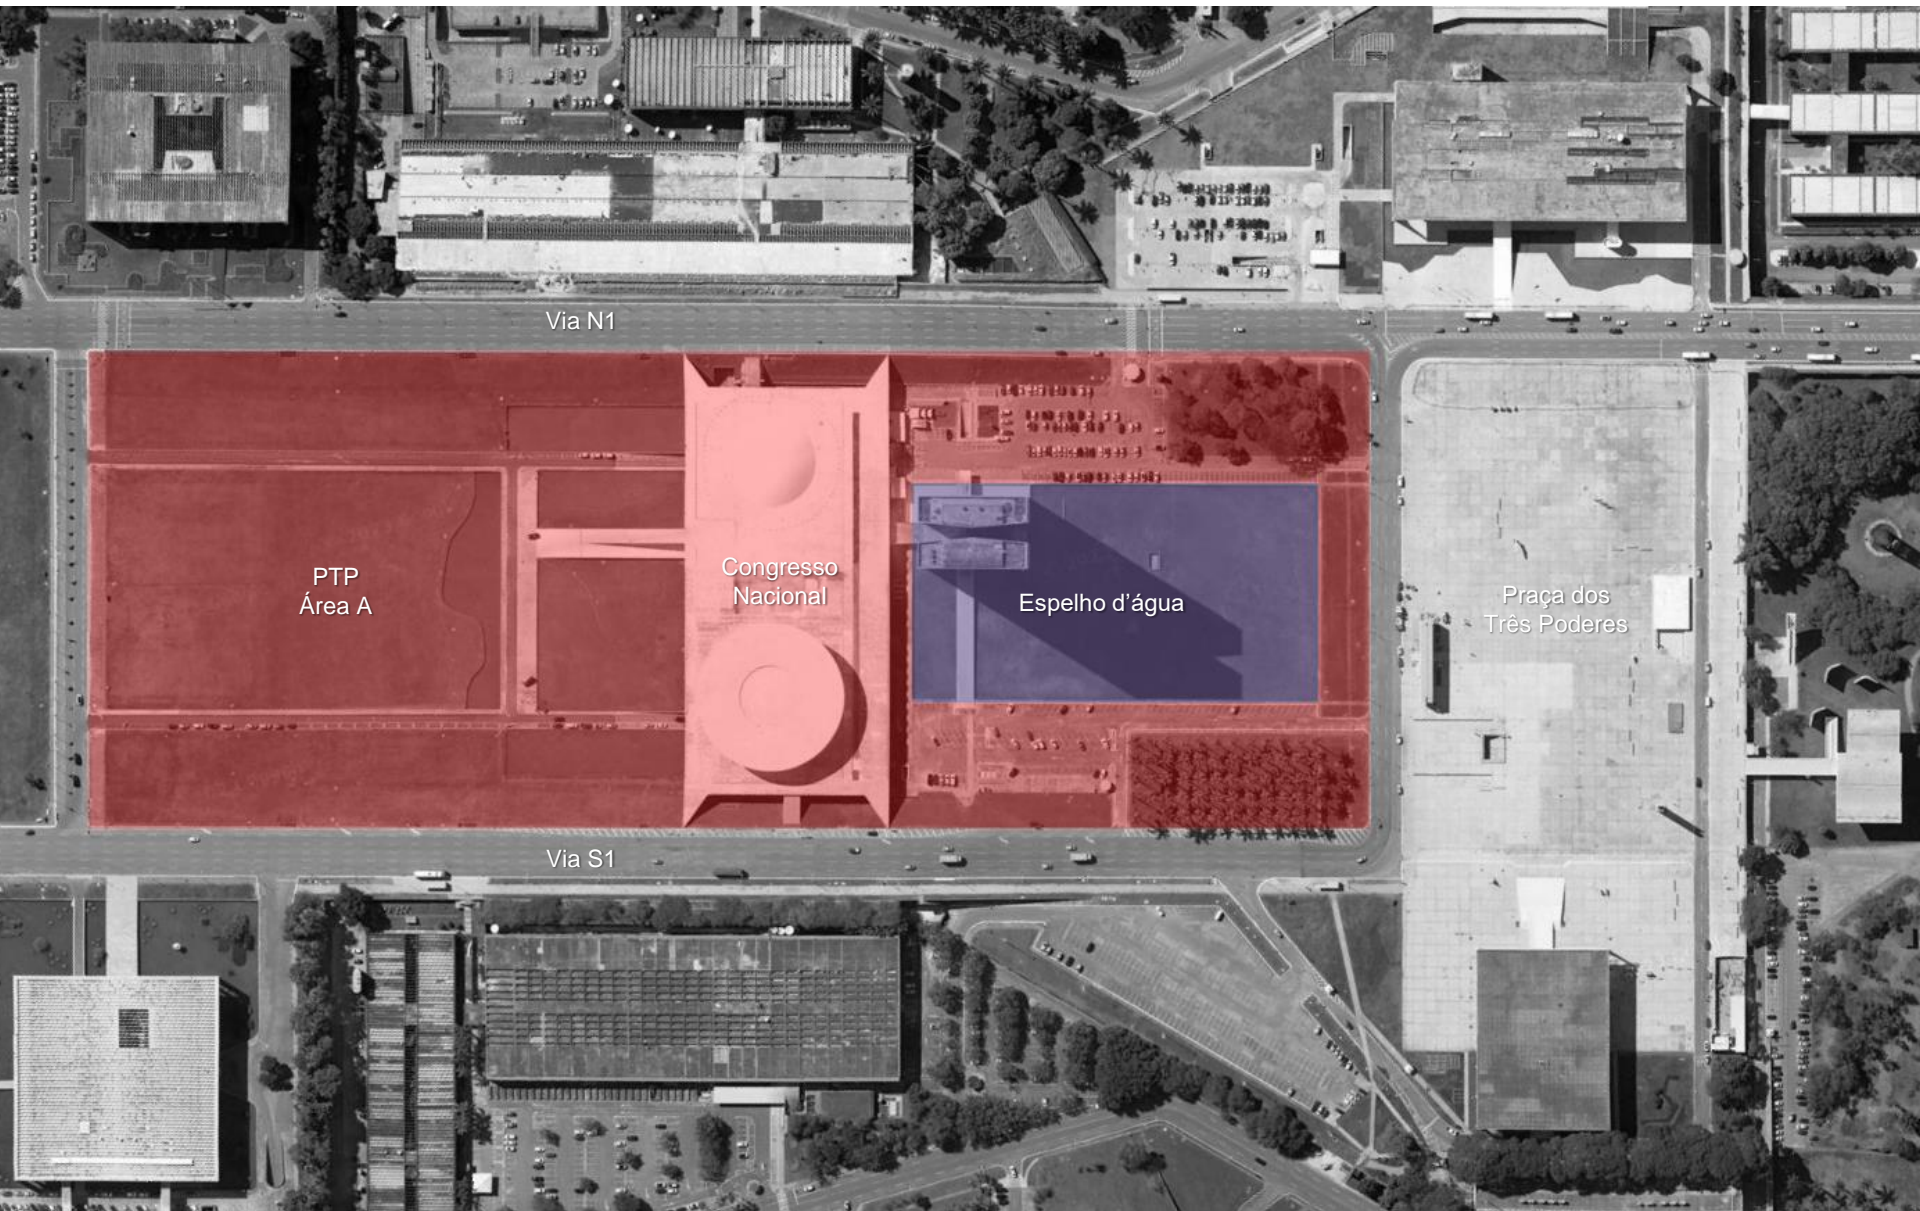 Via N1
PTP
Área A
Congresso
Nacional
Espelho d’água
Praça dos
Três Poderes
Via S1